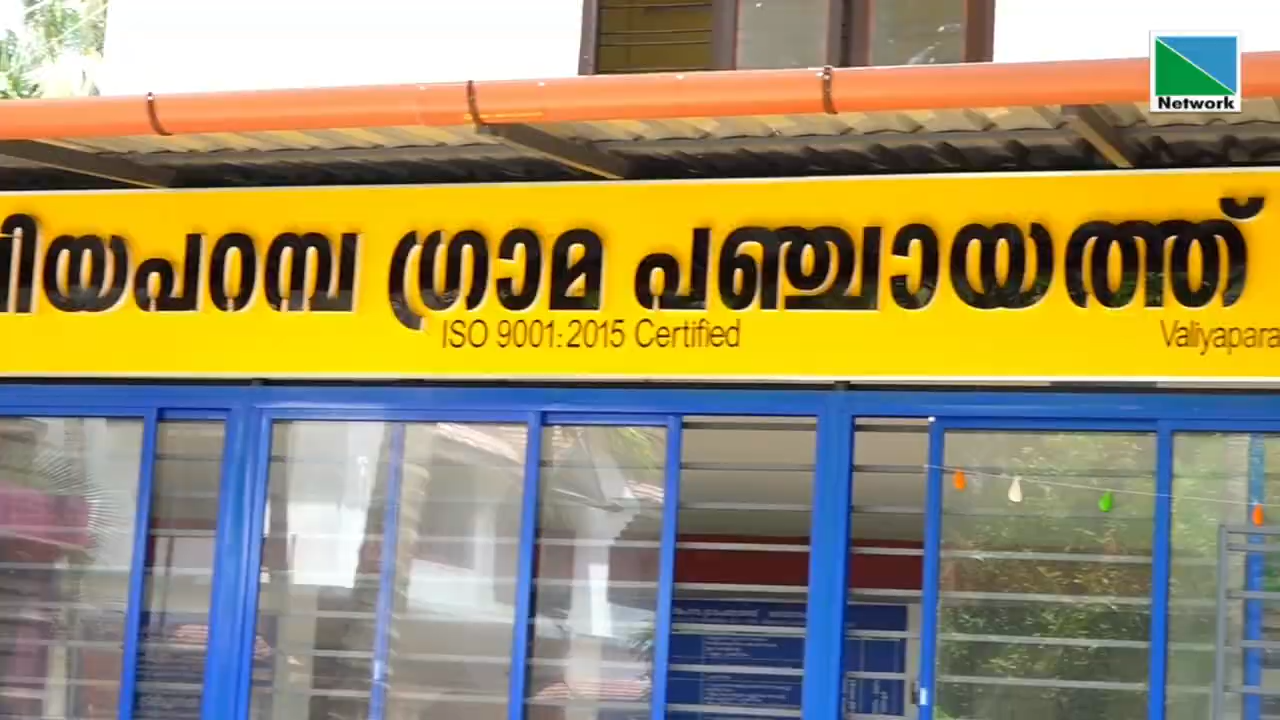 Network
ിയപറമ്പ ഗ്രാമ പഞ്ചായത്ത്
ISO 9001:2015 Certified
Valiyapara